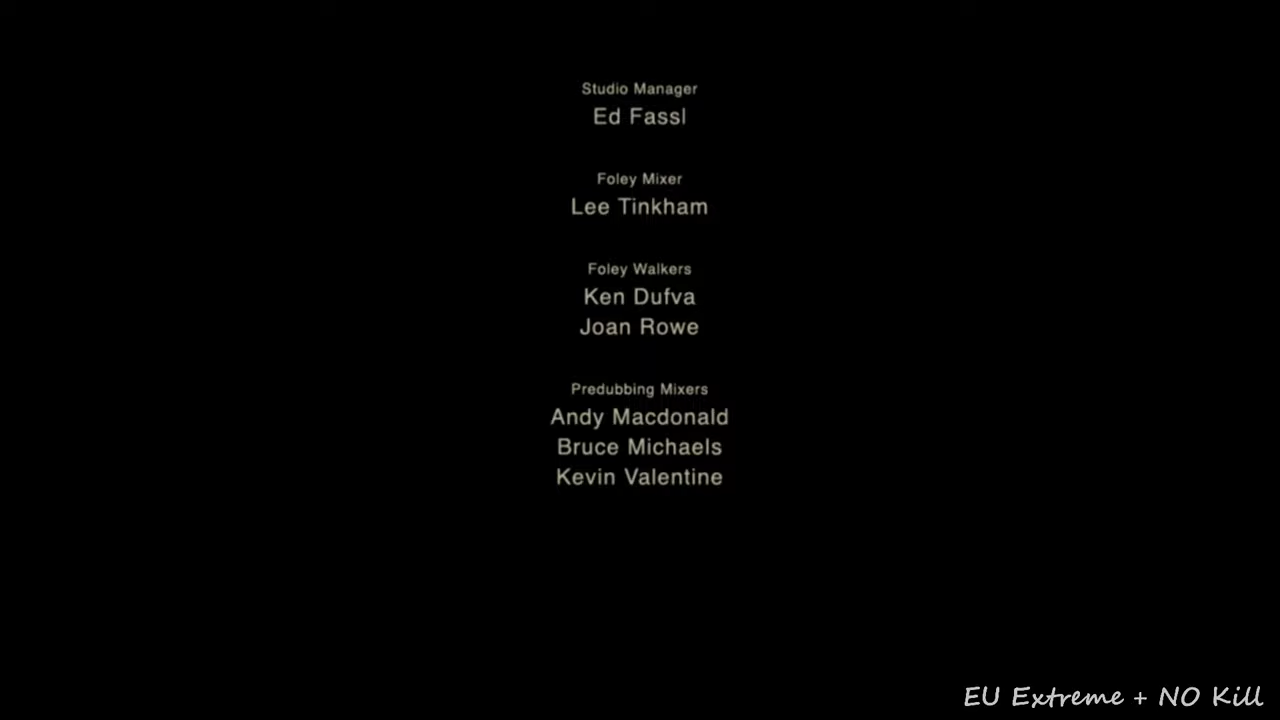 Studio Manager
Ed Fassl
Foley Mixer
Lee Tinkham
Foley Walkers
Ken Dufva
Joan Rowe
Predubbing Mixers
Andy Macdonald
Bruce Michaels
Kevin Valentine
EU Extreme + NO Kill